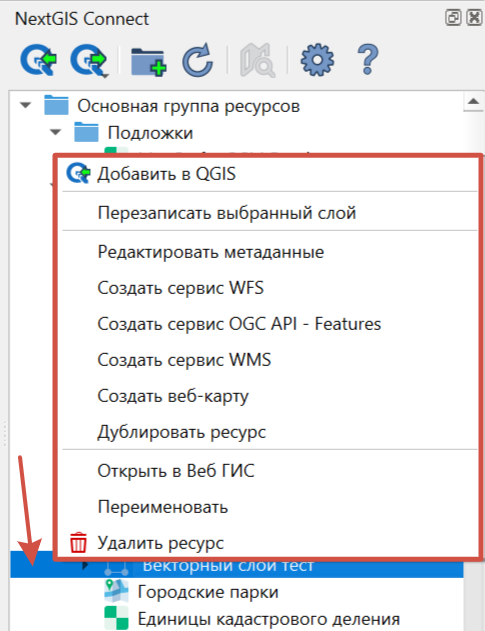 NextGIS Connect
Основная группа ресурсов
Подложки
Добавить в QGIS
Перезаписать выбранный слой
Редактировать метаданные
Создать сервис WFS
Создать сервис OGC API - Features
Создать сервис WMS
Создать веб-карту
Дублировать ресурс
Открыть в Веб ГИС
Переименовать
Удалить ресурс
Векторный слой тест
Городские парки
Единицы кадастрового деления